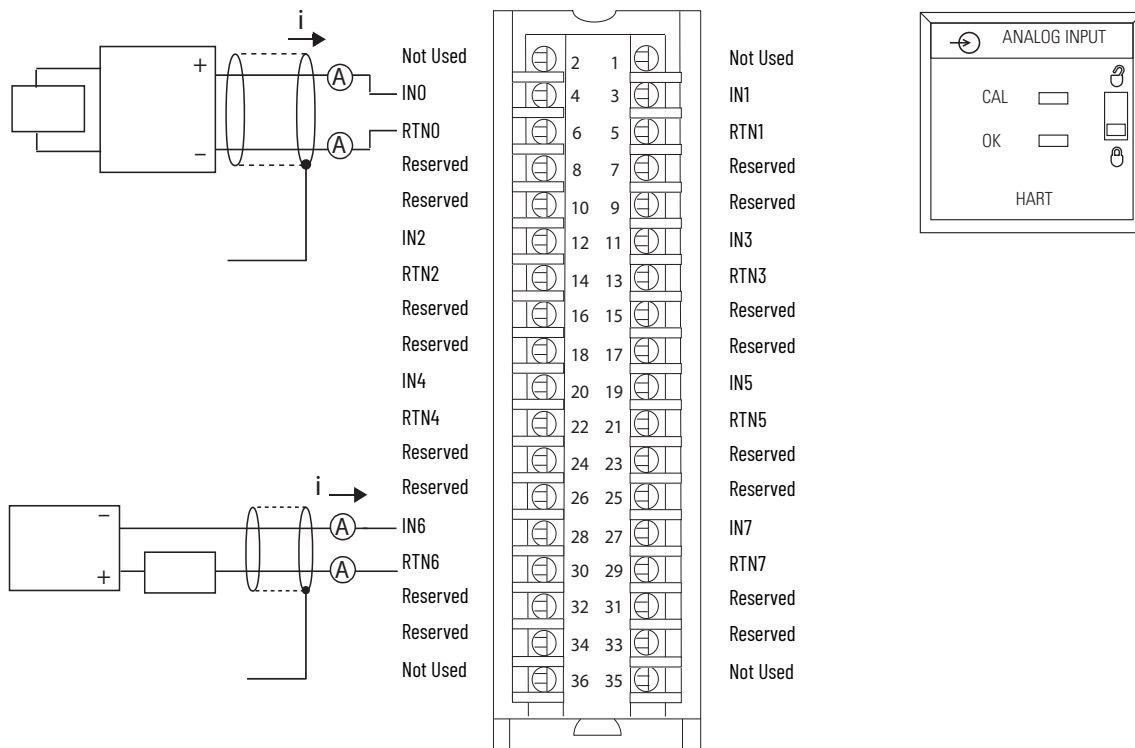 i
+
A
IN0
RTN0
A
−
Not Used
Reserved
Reserved
IN2
RTN2
Reserved
Reserved
IN4
RTN4
Reserved
Reserved
i
−
A
IN6
+
A
RTN6
Reserved
Reserved
Not Used
2 1
4 3
6 5
8 7
10 9
12 11
14 13
16 15
18 17
20 19
22 21
24 23
26 25
28 27
30 29
32 31
34 33
36 35
Not Used
IN1
RTN1
Reserved
Reserved
IN3
RTN3
Reserved
Reserved
IN5
RTN5
Reserved
Reserved
IN7
RTN7
Reserved
Reserved
Not Used
ANALOG INPUT
CAL
OK
HART